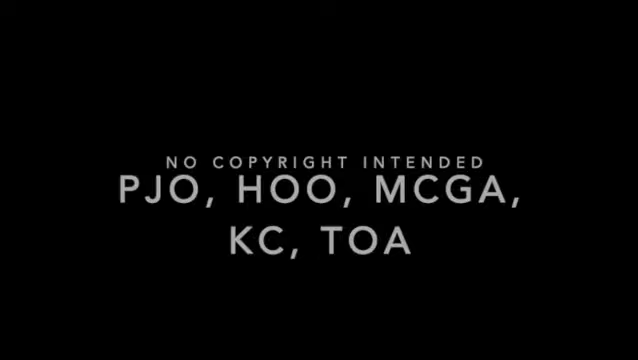 NO COPYRIGHT INTENDED
PJO, HOO, MCGA,
KC, TOA